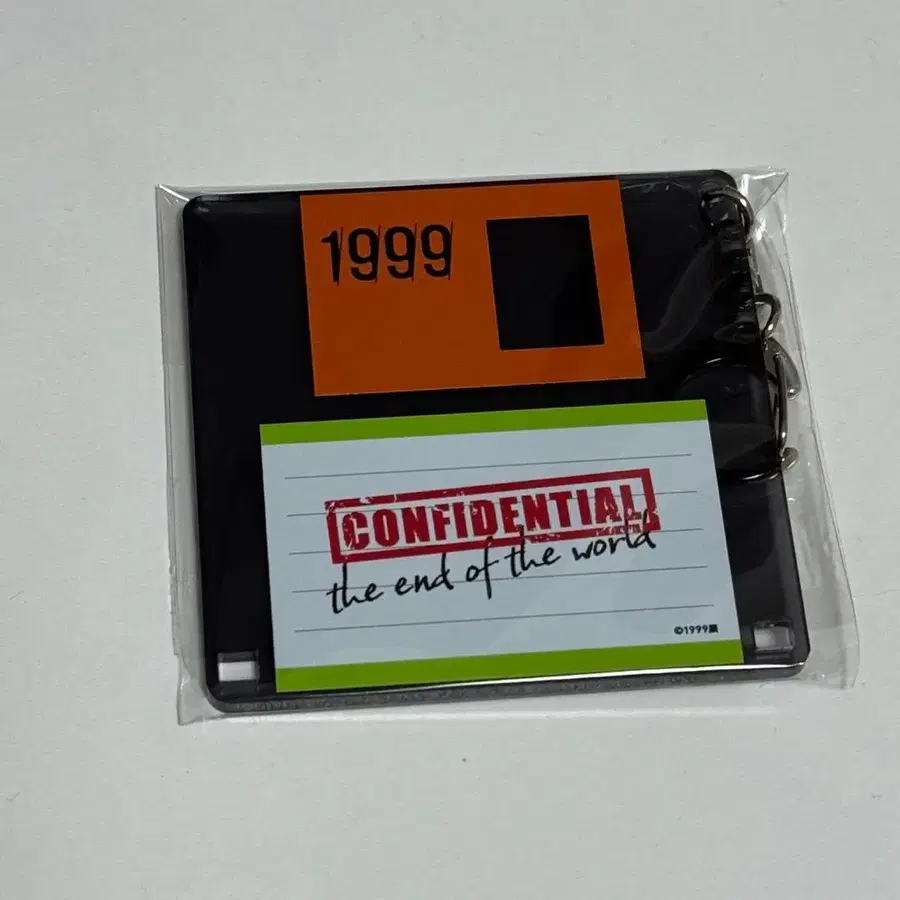 1999
CONFIDENTIAL
the end of the world
©1999展